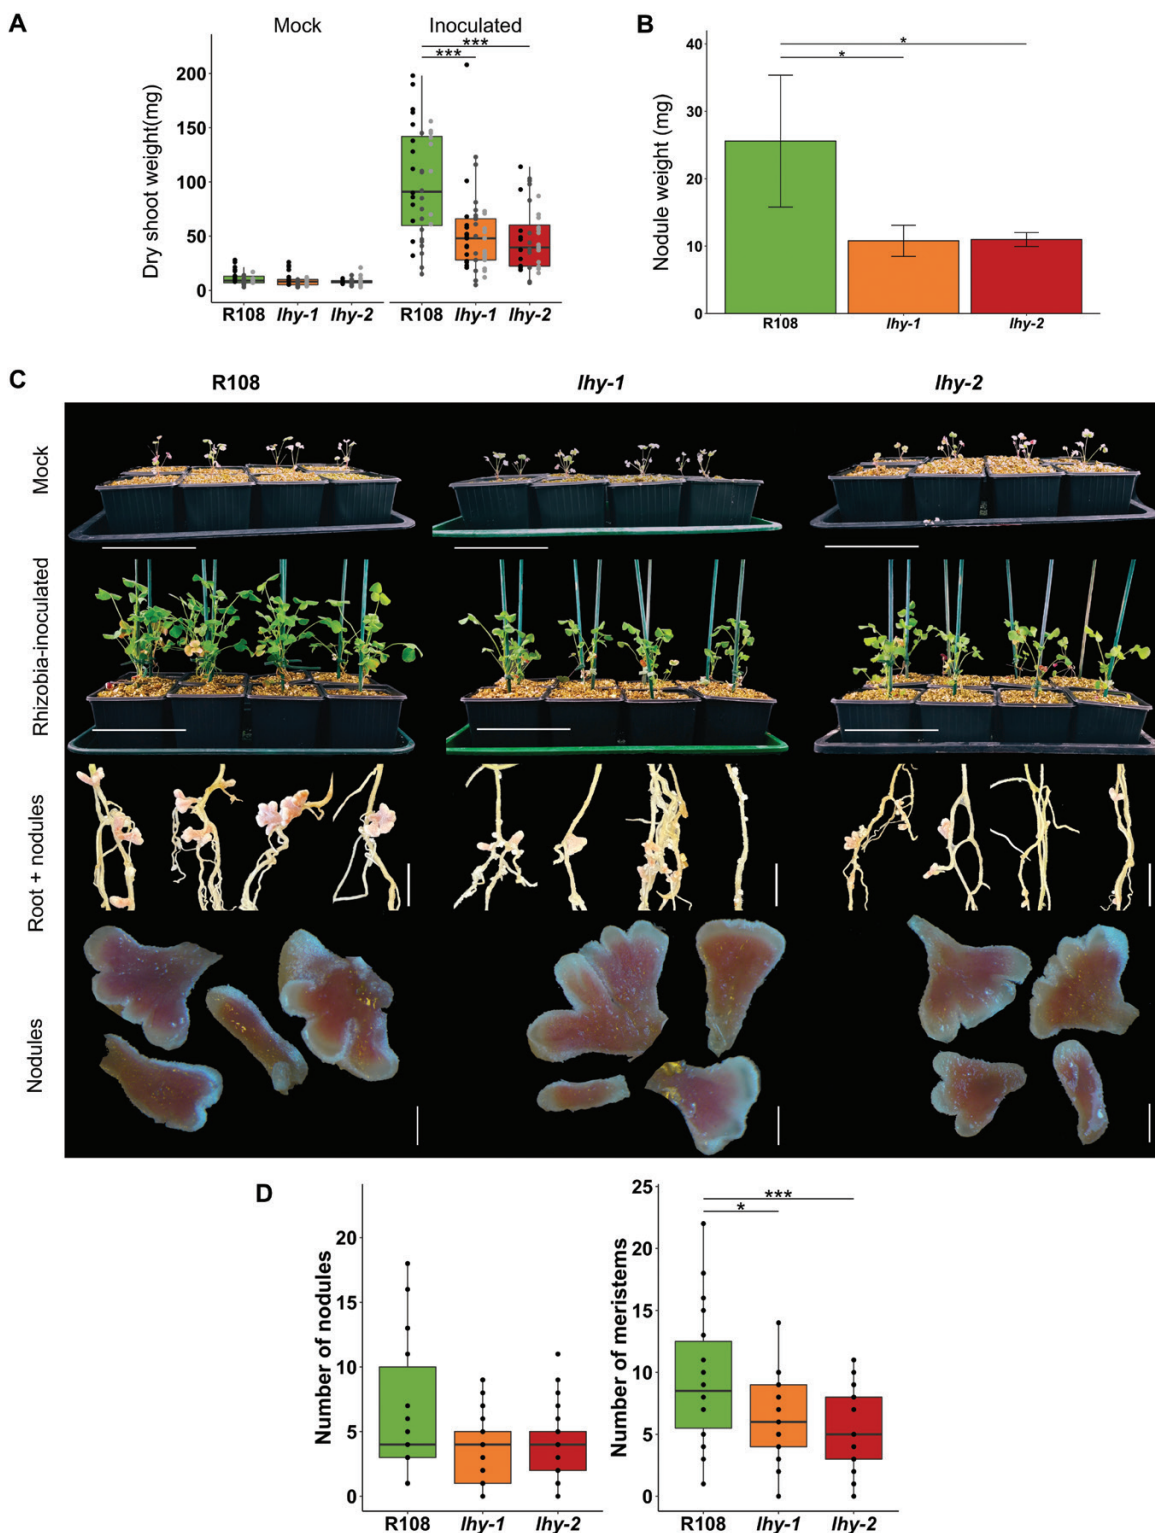 A
Mock
Inoculated
***
***
Dry shoot weight(mg)
200
150
100
50
0
R108
lhy-1
lhy-2
R108
lhy-1
lhy-2
B
*
*
Nodule weight (mg)
40
30
20
10
0
R108
lhy-1
lhy-2
C
R108
lhy-1
lhy-2
Mock
Rhizobia-inoculated
Root + nodules
Nodules
D
Number of nodules
20
15
10
5
0
R108
lhy-1
lhy-2
***
*
Number of meristems
25
20
15
10
5
0
R108
lhy-1
lhy-2